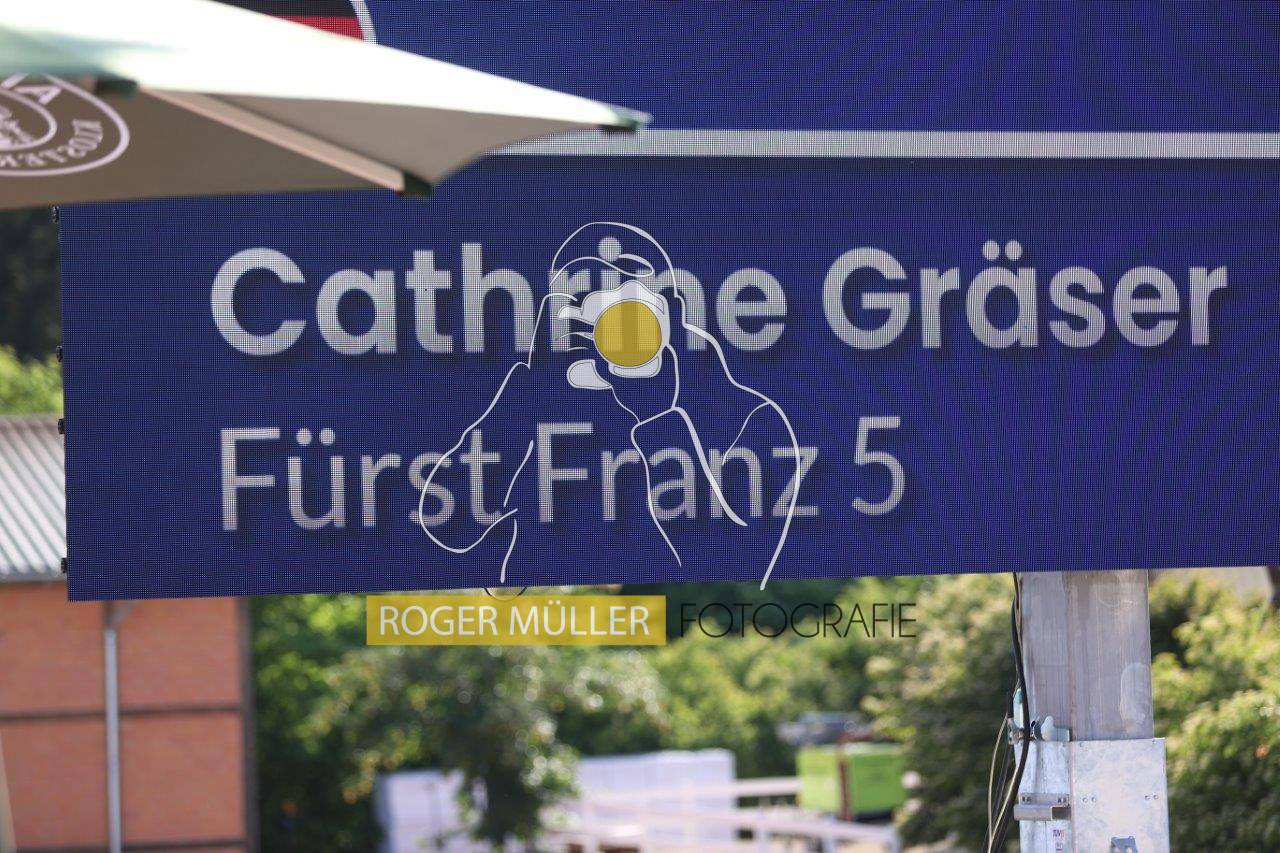 Cathrine Gräser
Fürst Franz 5
ROGER MÜLLER FOTOGRAFIE